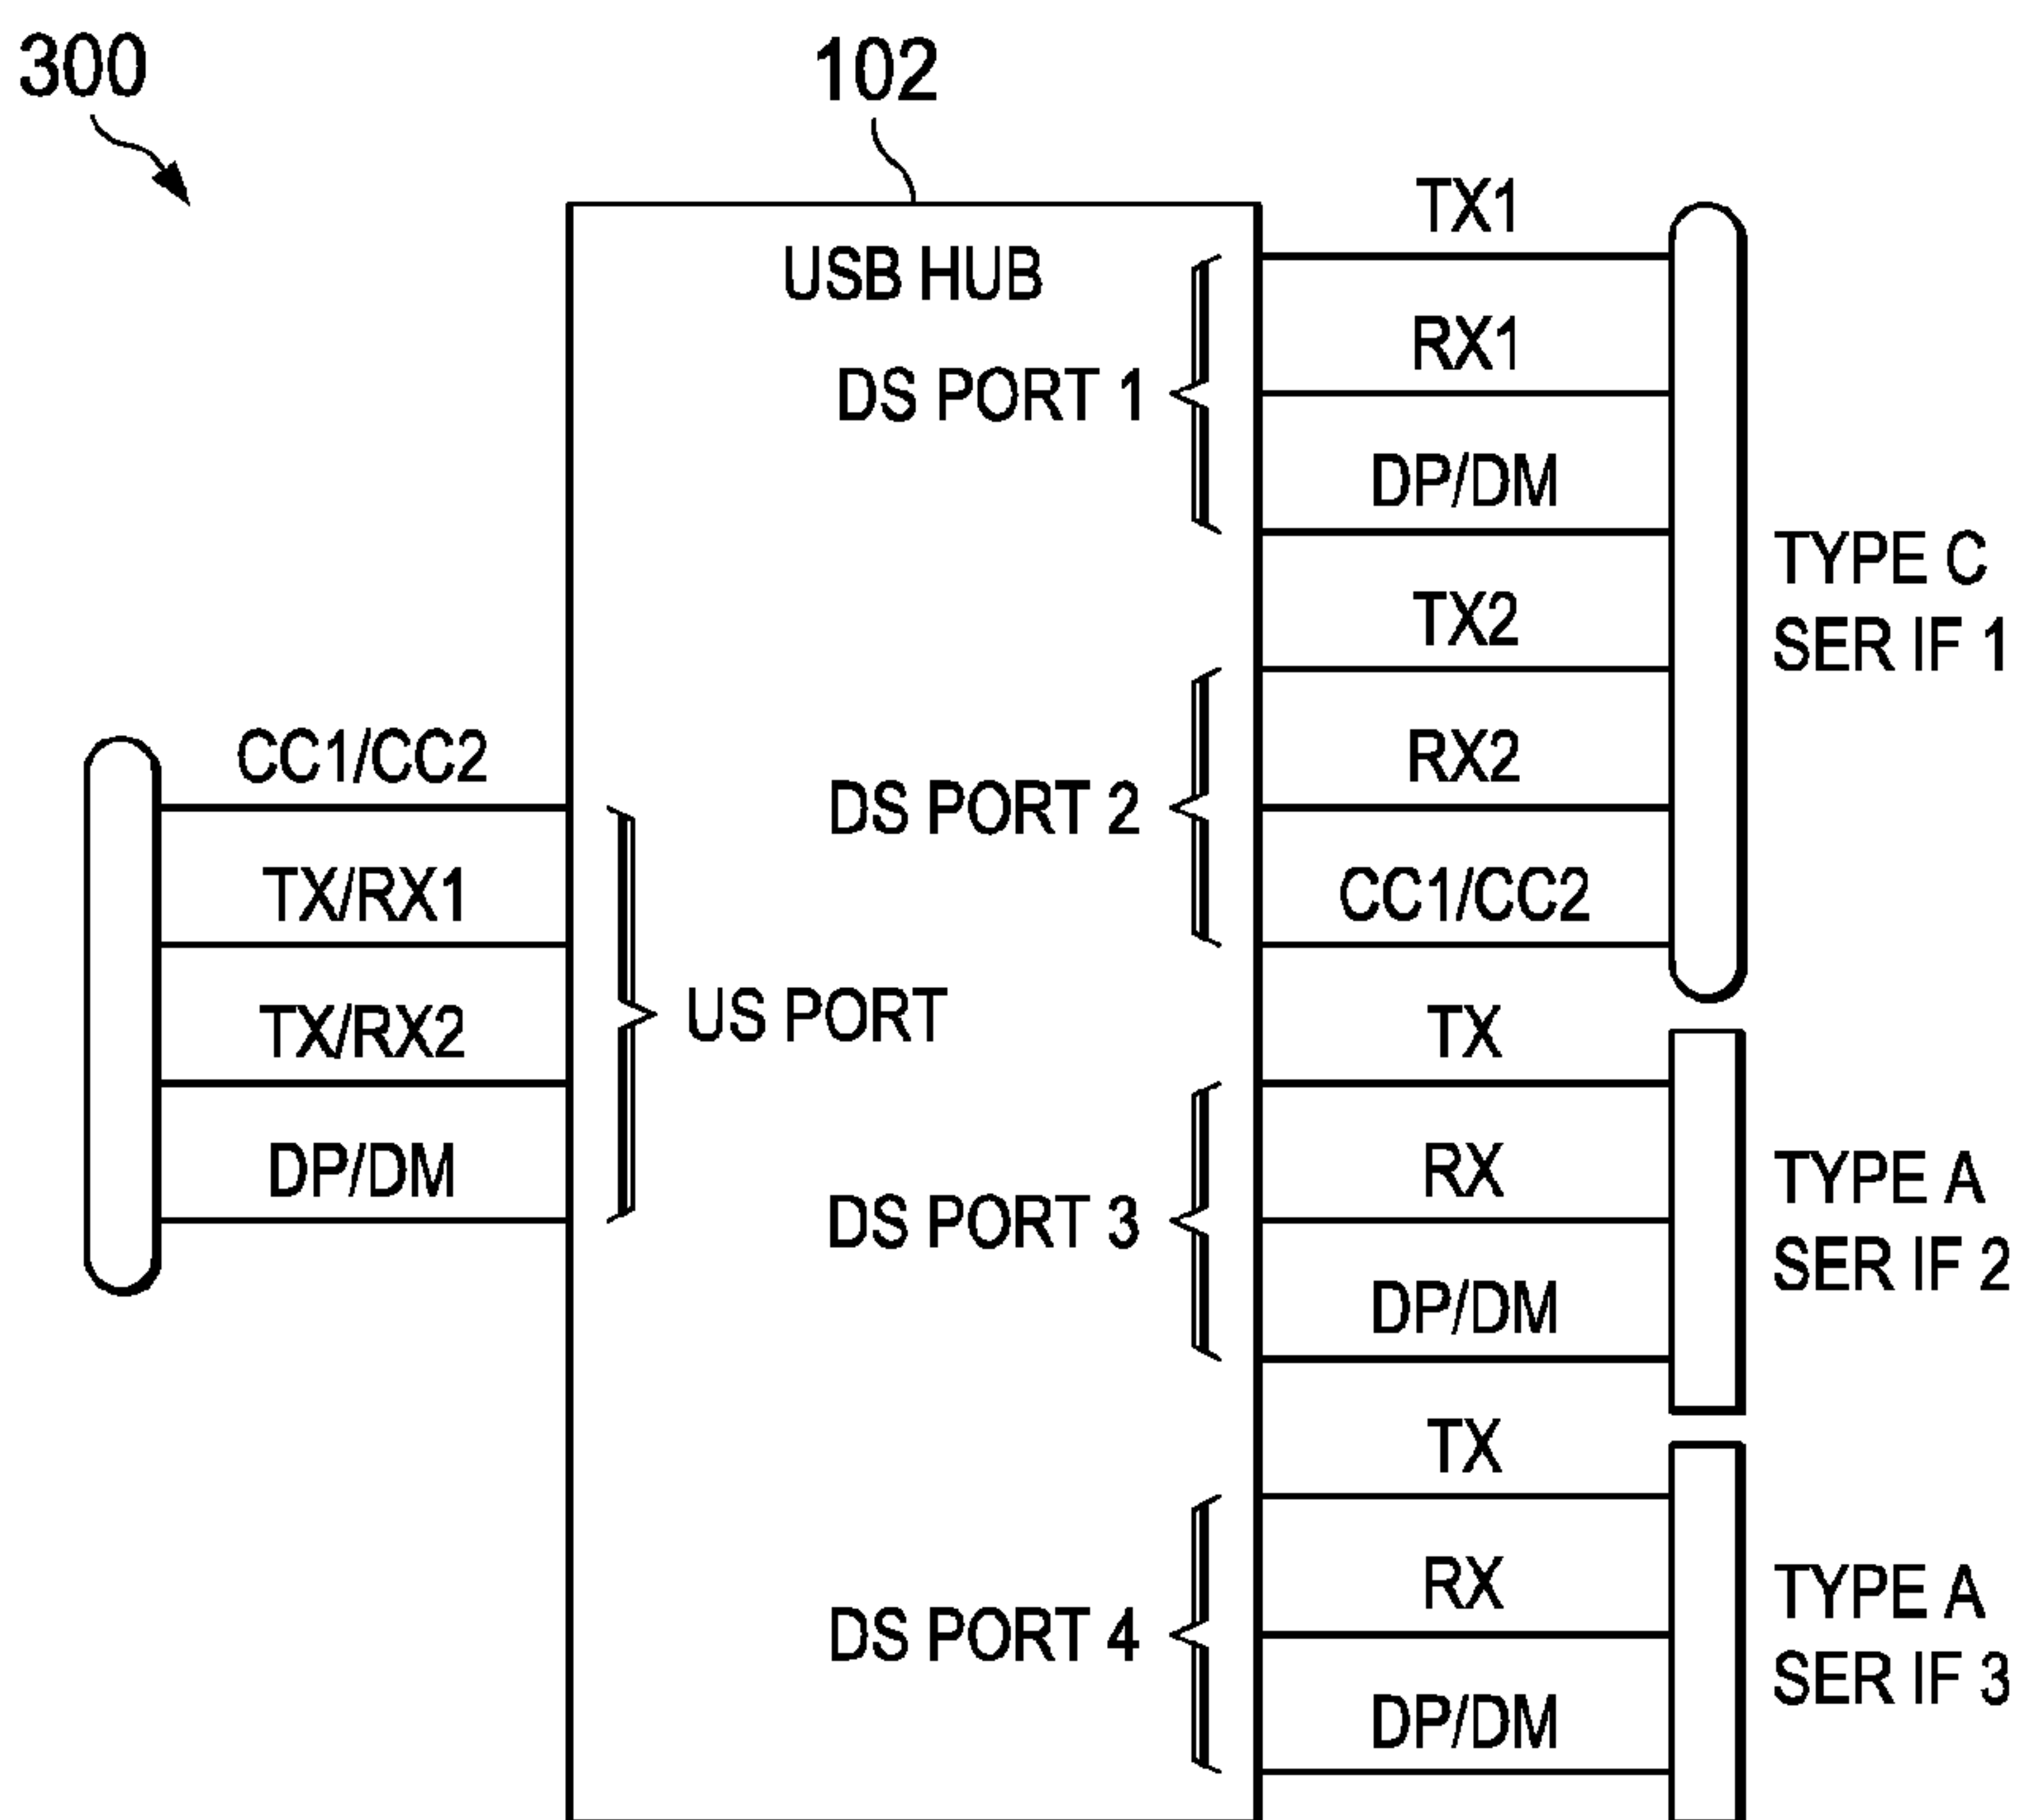 300
102
USB HUB
TX1
RX1
DS PORT 1
DP/DM
TYPE C
SER IF 1
TX2
RX2
CC1/CC2
DS PORT 2
TX/RX1
CC1/CC2
TX/RX2
US PORT
TX
DP/DM
RX
TYPE A
SER IF 2
DS PORT 3
DP/DM
TX
RX
TYPE A
SER IF 3
DS PORT 4
DP/DM